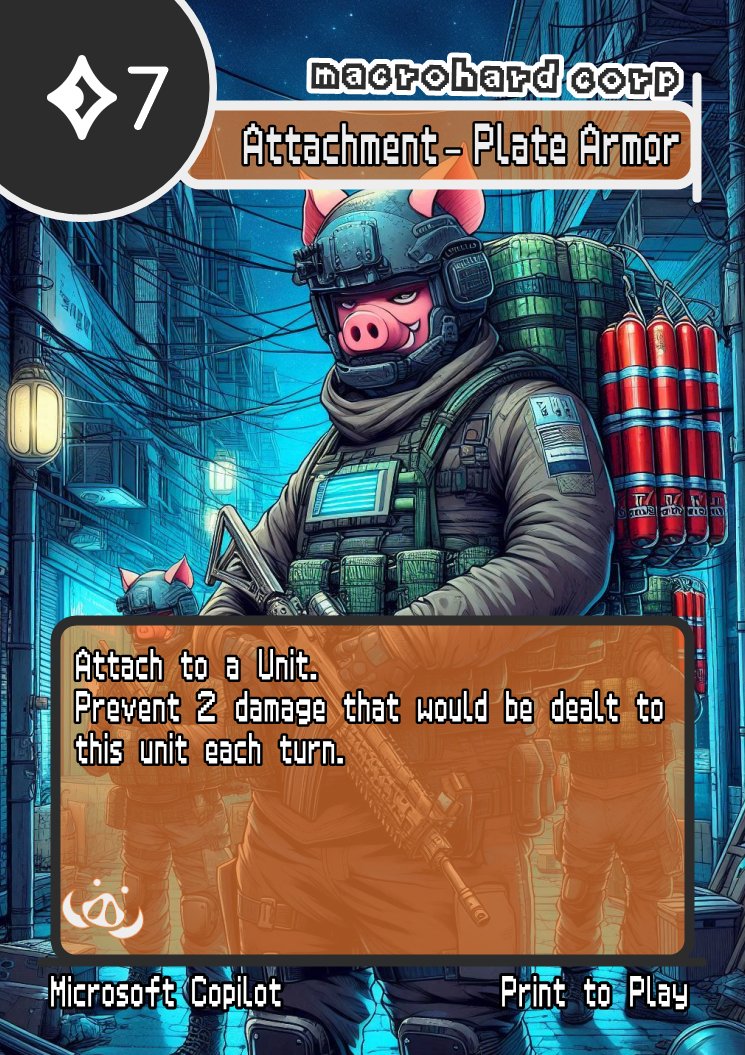 7
macrohard corp
Attachment - Plate Armor
Attach to a Unit.
Prevent 2 damage that would be dealt to
this unit each turn.
Microsoft Copilot
Print to Play